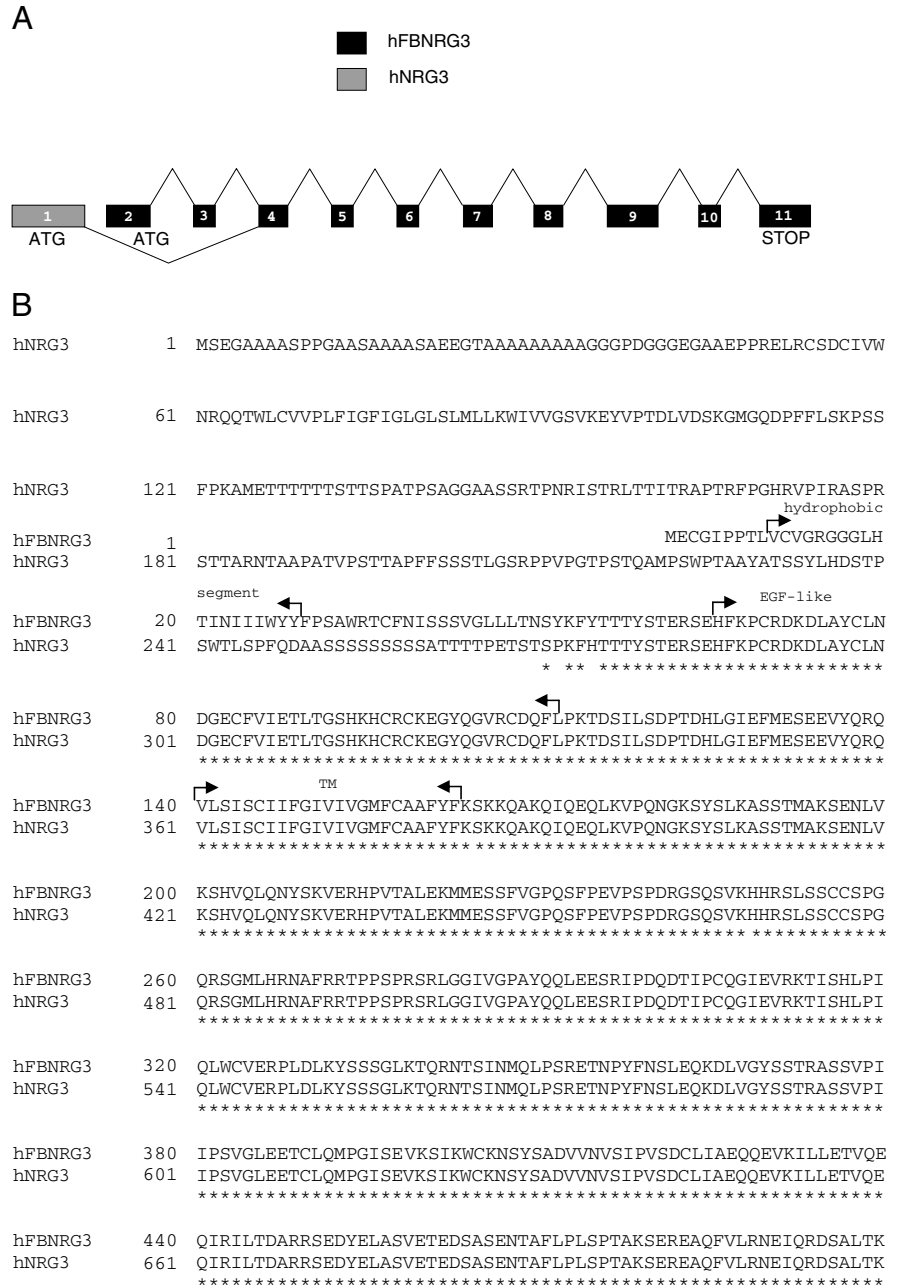 A
hFBNRG3
hNRG3
1 2 3 4 5 6 7 8 9 10 11
ATG ATG STOP
B
hNRG3 1 MSEGAAAASPPGAASAAAASAEEGTAAAAAAAAAGGGPDGGGEGAAEPPRELRCSDCIVW
hNRG3 61 NRQQTWLCVVPLFIGFIGLGLSLMLLKWIVVGSVKEYVPTDLVDSKGMGQDPFFLSKPSS
hNRG3 121 FPKAMETTTTTTSTTSPATPSAGGAASSRTPNRISTRLTTITRAPTRFPGHRVPIRASPR
hydrophobic
hFBNRG3 1 MECGIPPTLVCVGRGGGLH
hNRG3 181 STTARNTAAPATVPSTTAPFFSSSTLGSRPPVPGTPSTQAMPSWPTAAYATSSYLHDSTP
segment EGF-like
hFBNRG3 20 TINIIIWYYFPSAWRTCFNISSSVGLLLTNSYKFYTTTYSTERSEHFKPCRDKDLAYCLN
hNRG3 241 SWTLSPFQDAASSSSSSSSSATTTTPETSTSPKFHTTTYSTERSEHFKPCRDKDLAYCLN
* ** *************************
hFBNRG3 80 DGECFVIETLTGSHKHCRCKEGYQGVRCDQFLPKTDSILSDPTDHLGIEFMESEEVYQRQ
hNRG3 301 DGECFVIETLTGSHKHCRCKEGYQGVRCDQFLPKTDSILSDPTDHLGIEFMESEEVYQRQ
************************************************************
TM
hFBNRG3 140 VLSISCIIFGIVIVGMFCAAFYFKSKKQAKQIQEQLKVPQNGKSYSLKASSTMAKSENLV
hNRG3 361 VLSISCIIFGIVIVGMFCAAFYFKSKKQAKQIQEQLKVPQNGKSYSLKASSTMAKSENLV
************************************************************
hFBNRG3 200 KSHVQLQNYSKVERHPVTALEKMMESSFVGPQSFPEVPSPDRGSQSVKHHRSLSSCCSPG
hNRG3 421 KSHVQLQNYSKVERHPVTALEKMMESSFVGPQSFPEVPSPDRGSQSVKHHRSLSSCCSPG
************************************************ ***********
hFBNRG3 260 QRSGMLHRNAFRRTPPSPRSRLGGIVGPAYQQLEESRIPDQDTIPCQGIEVRKTISHLPI
hNRG3 481 QRSGMLHRNAFRRTPPSPRSRLGGIVGPAYQQLEESRIPDQDTIPCQGIEVRKTISHLPI
************************************************************
hFBNRG3 320 QLWCVERPLDLKYSSSGLKTQRNTSINMQLPSRETNPYFNSLEQKDLVGYSSTRASSVPI
hNRG3 541 QLWCVERPLDLKYSSSGLKTQRNTSINMQLPSRETNPYFNSLEQKDLVGYSSTRASSVPI
************************************************************
hFBNRG3 380 IPSVGLEETCLQMPGISEVKSIKWCKNSYSADVVNVSIPVSDCLIAEQQEVKILLETVQE
hNRG3 601 IPSVGLEETCLQMPGISEVKSIKWCKNSYSADVVNVSIPVSDCLIAEQQEVKILLETVQE
************************************************************
hFBNRG3 440 QIRILTDARRSEDYELASVETEDSASENTAFLPLSPTAKSEREAQFVLRNEIQRDSALTK
hNRG3 661 QIRILTDARRSEDYELASVETEDSASENTAFLPLSPTAKSEREAQFVLRNEIQRDSALTK
************************************************************